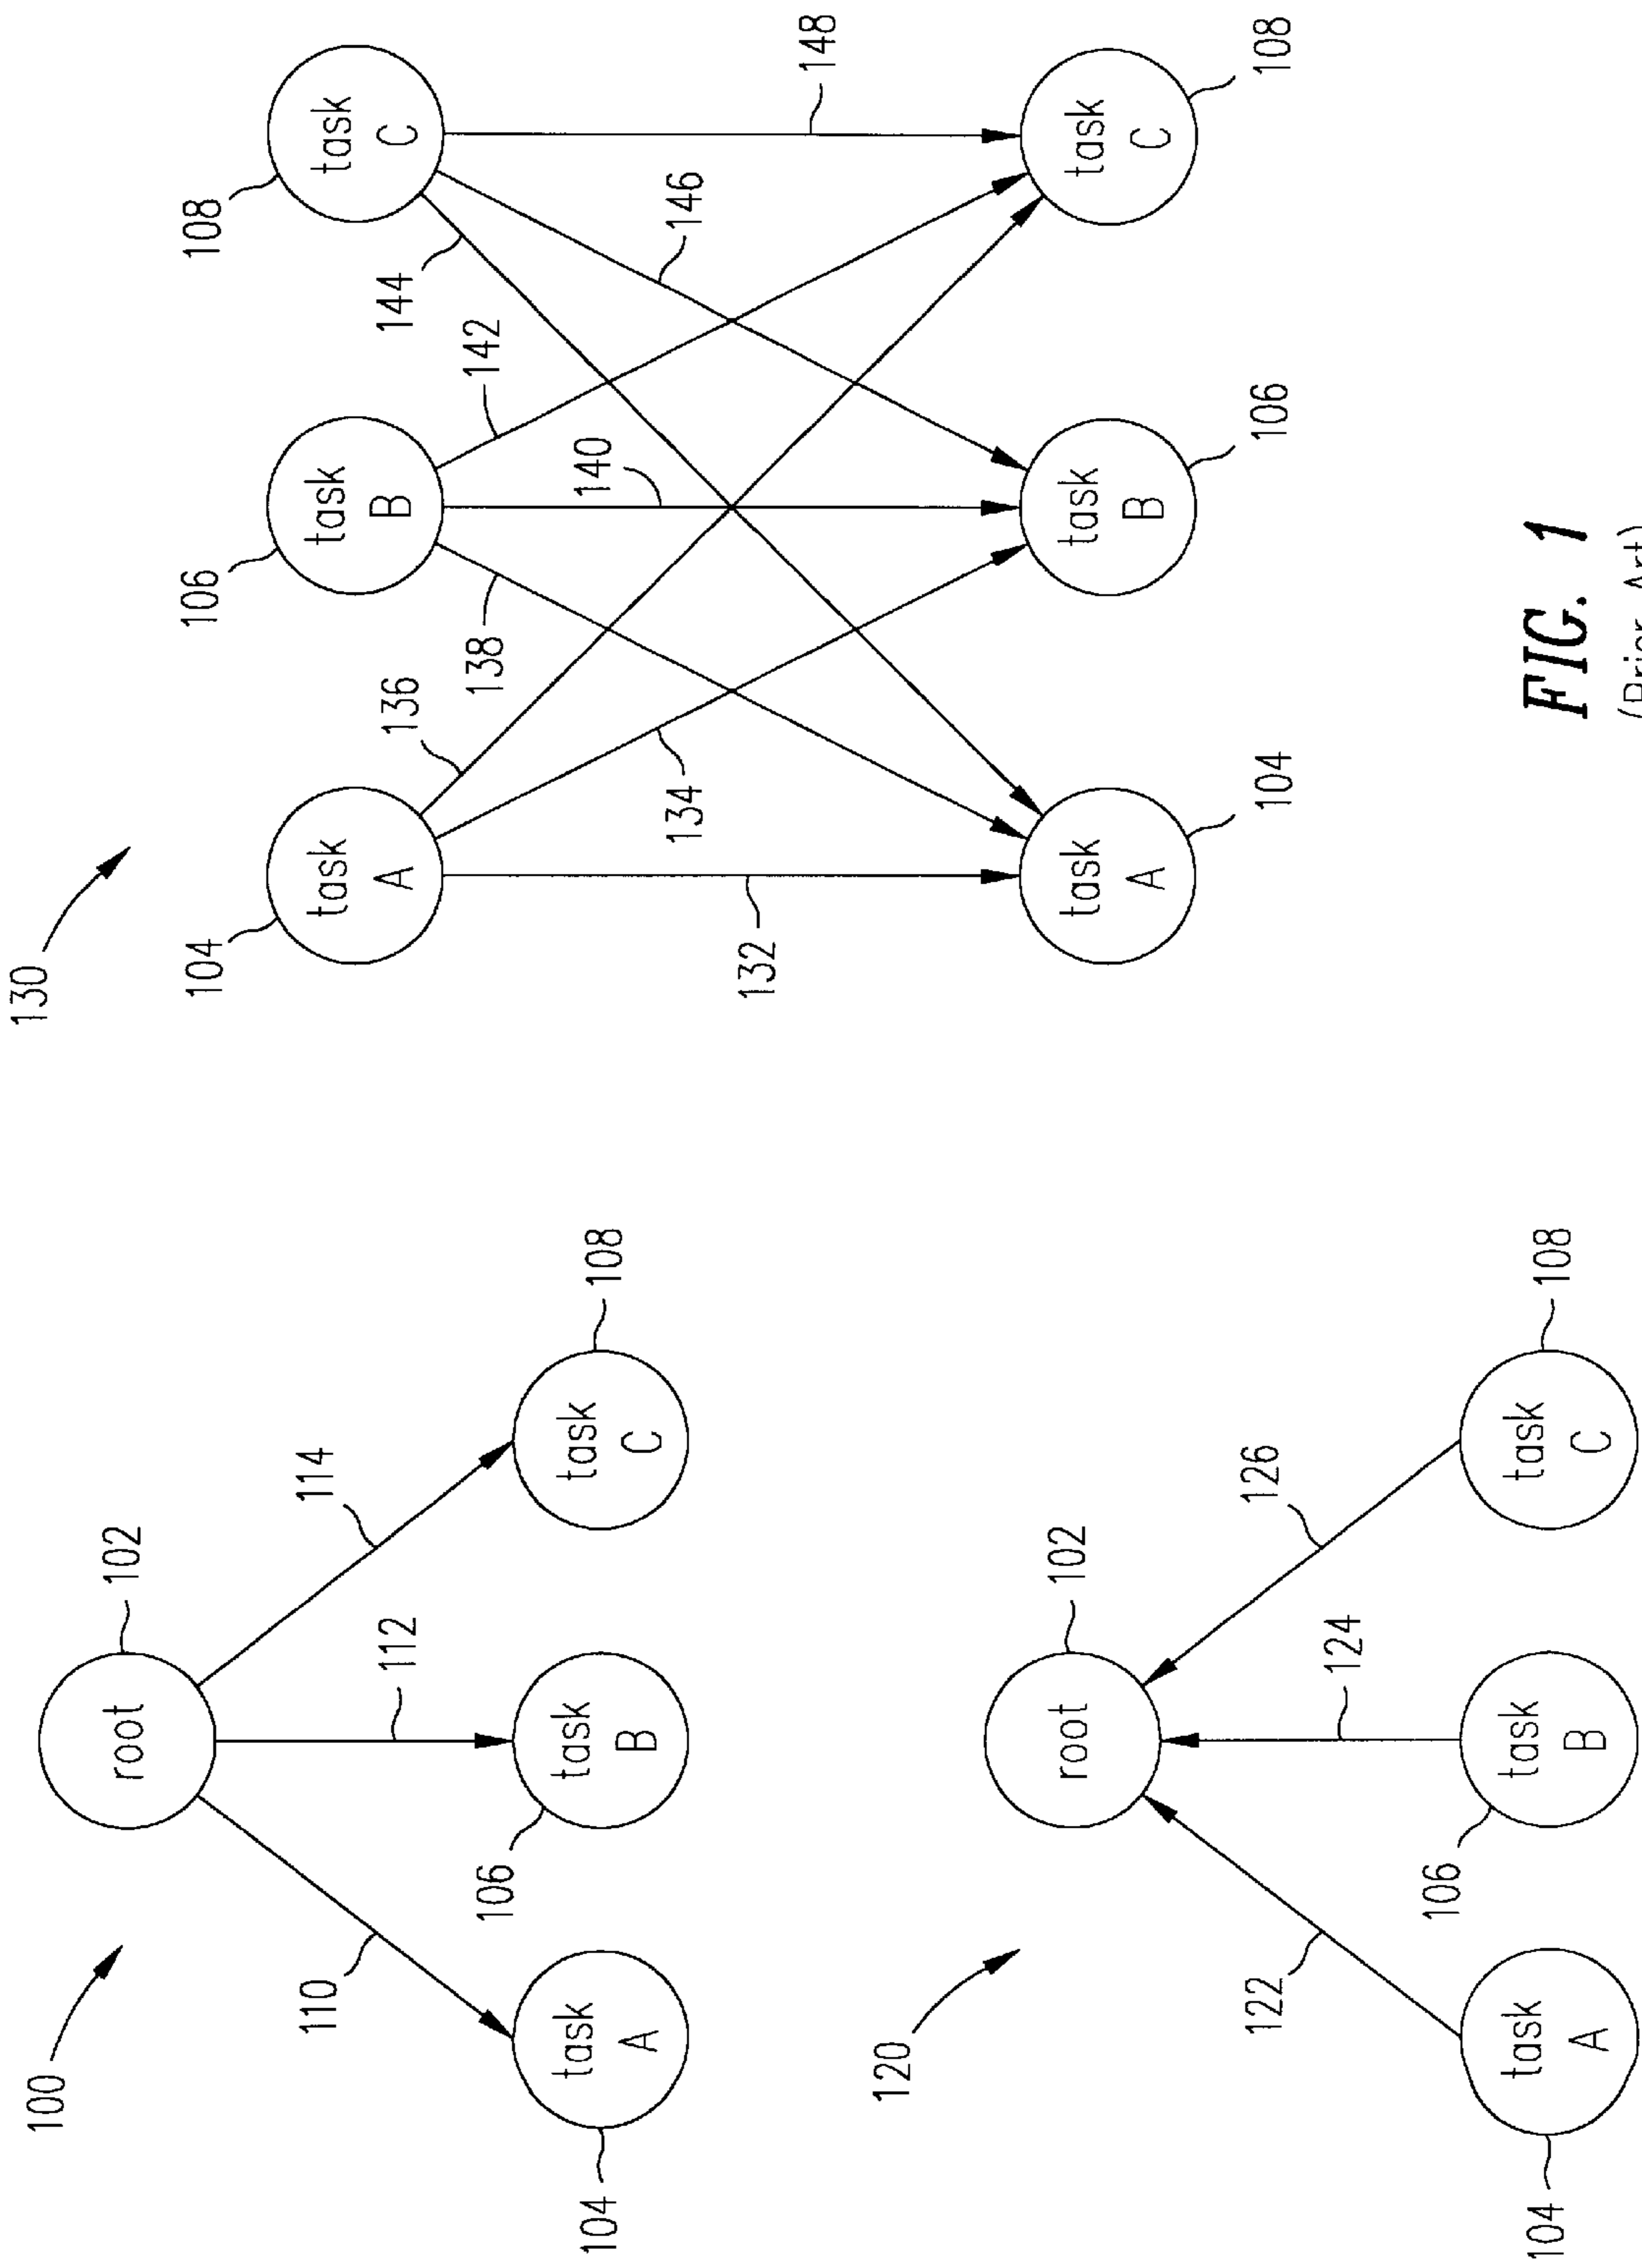 100
root
102
110
112
114
104
task
A
106
task
B
task
C
108
120
root
102
122
124
126
104
task
A
106
task
B
task
C
108
130
104
task
A
106
task
B
108
task
C
136
138
142
144
132
134
140
146
148
task
A
104
task
B
106
task
C
108
FIG. 1
(Prior Art)